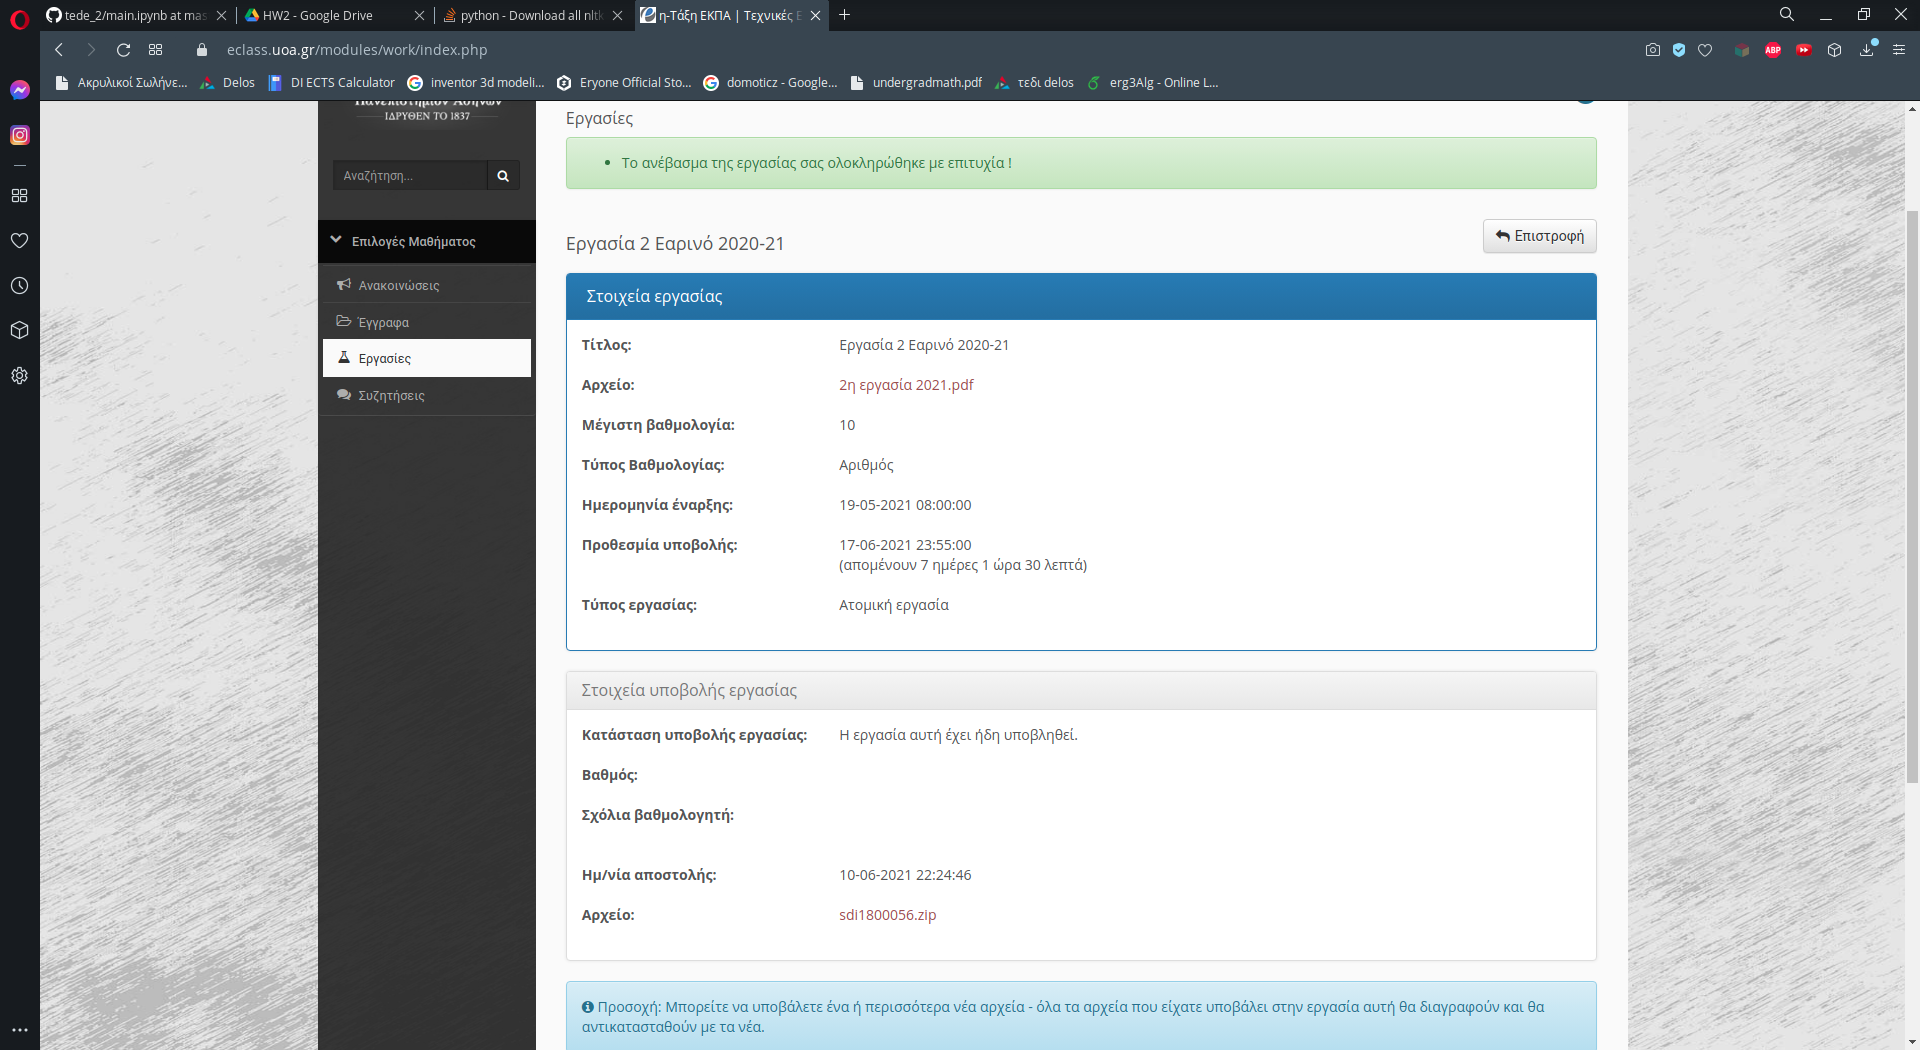 tede_2/main.ipynb at mas
HW2 - Google Drive
python - Download all nltk
η-Τάξη ΕΚΠΑ | Τεχνικές Ε
eclass.uoa.gr/modules/work/index.php
Ακρυλικοί Σωλήνε...
Delos
DI ECTS Calculator
inventor 3d modeli...
Eryone Official Sto...
domoticz - Google...
undergradmath.pdf
τεδι delos
erg3Alg - Online L...
ABP
ΙΔΡΥΘΕΝ ΤΟ 1837
Αναζήτηση...
Επιλογές Μαθήματος
Ανακοινώσεις
Έγγραφα
Εργασίες
Συζητήσεις
Εργασίες
Το ανέβασμα της εργασίας σας ολοκληρώθηκε με επιτυχία !
Εργασία 2 Εαρινό 2020-21
Επιστροφή
Στοιχεία εργασίας
Τίτλος: Εργασία 2 Εαρινό 2020-21
Αρχείο: 2η εργασία 2021.pdf
Μέγιστη βαθμολογία: 10
Τύπος Βαθμολογίας: Αριθμός
Ημερομηνία έναρξης: 19-05-2021 08:00:00
Προθεσμία υποβολής: 17-06-2021 23:55:00
(απομένουν 7 ημέρες 1 ώρα 30 λεπτά)
Τύπος εργασίας: Ατομική εργασία
Στοιχεία υποβολής εργασίας
Κατάσταση υποβολής εργασίας: Η εργασία αυτή έχει ήδη υποβληθεί.
Βαθμός:
Σχόλια βαθμολογητή:
Ημ/νία αποστολής: 10-06-2021 22:24:46
Αρχείο: sdi1800056.zip
Προσοχή: Μπορείτε να υποβάλετε ένα ή περισσότερα νέα αρχεία - όλα τα αρχεία που είχατε υποβάλει στην εργασία αυτή θα διαγραφούν και θα
αντικατασταθούν με τα νέα.